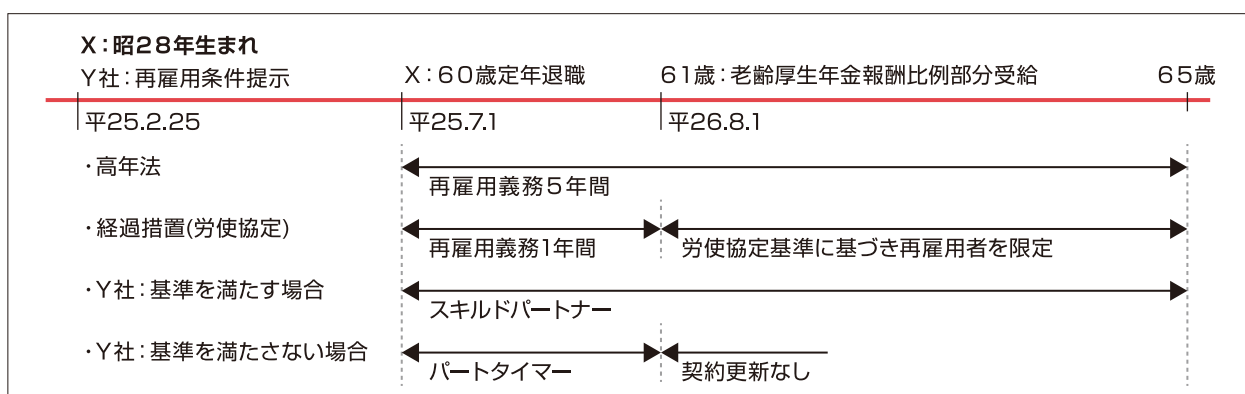 X:昭28年生まれ
Y社:再雇用条件提示 X:60歳定年退職 61歳:老齢厚生年金報酬比例部分受給 65歳
平25.2.25 平25.7.1 平26.8.1
・高年法
再雇用義務5年間
・経過措置(労使協定)
再雇用義務1年間 労使協定基準に基づき再雇用者を限定
・Y社:基準を満たす場合
スキルドパートナー
・Y社:基準を満たさない場合
パートタイマー 契約更新なし